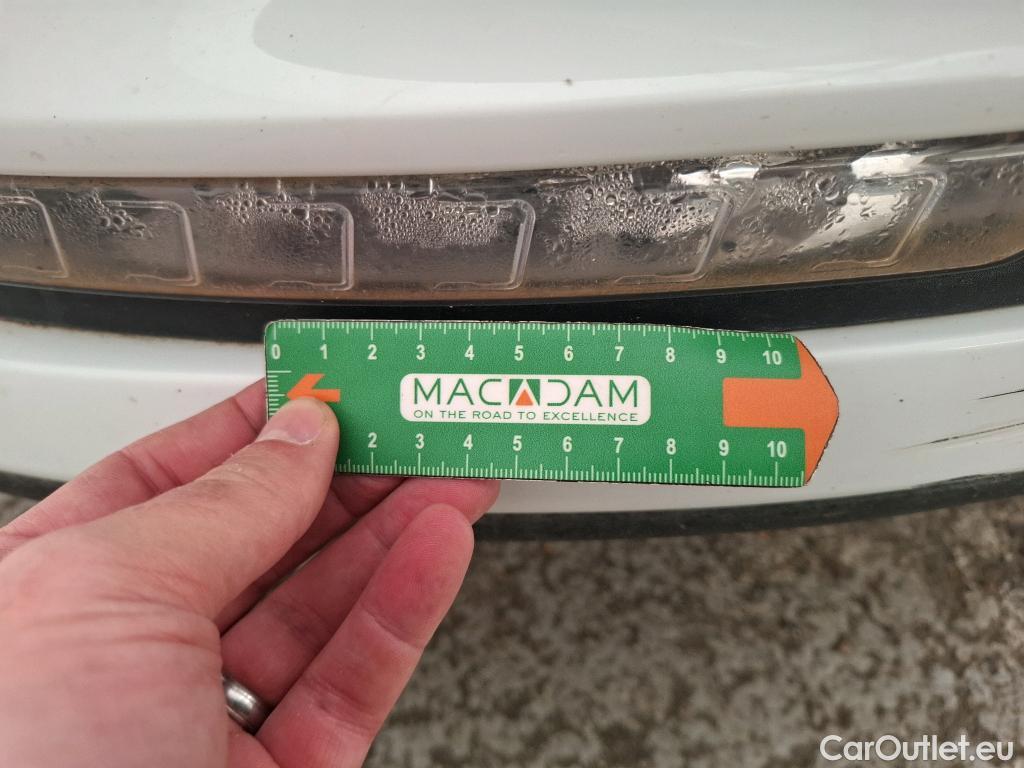 0 1 2 3 4 5 6 7 8 9 10
MACADAM
ON THE ROAD TO EXCELLENCE
2 3 4 5 6 7 8 9 10
CarOutlet.eu